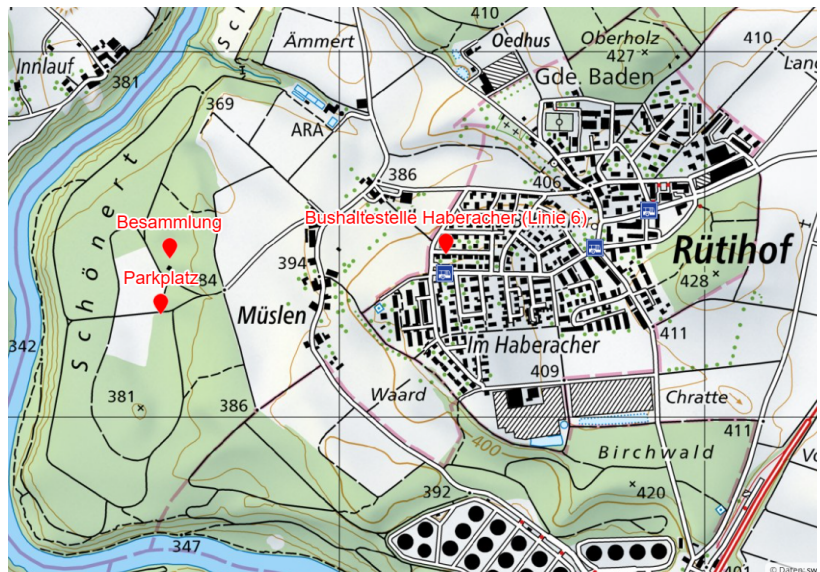 410
Oberholz
427
410
Ämmert
Oedhus
Innlauf
Gde. Baden
381
369
ARA
386
406
Besammlung
Bushaltestelle Haberacher (Linie 6)
Rütihof
394
Parkplatz
84
428
Müslen
Schönert
342
411
Im Haberacher
381
386
Waard
409
Chratte
411
400
Birchwald
392
420
347
401
© Daten: sw